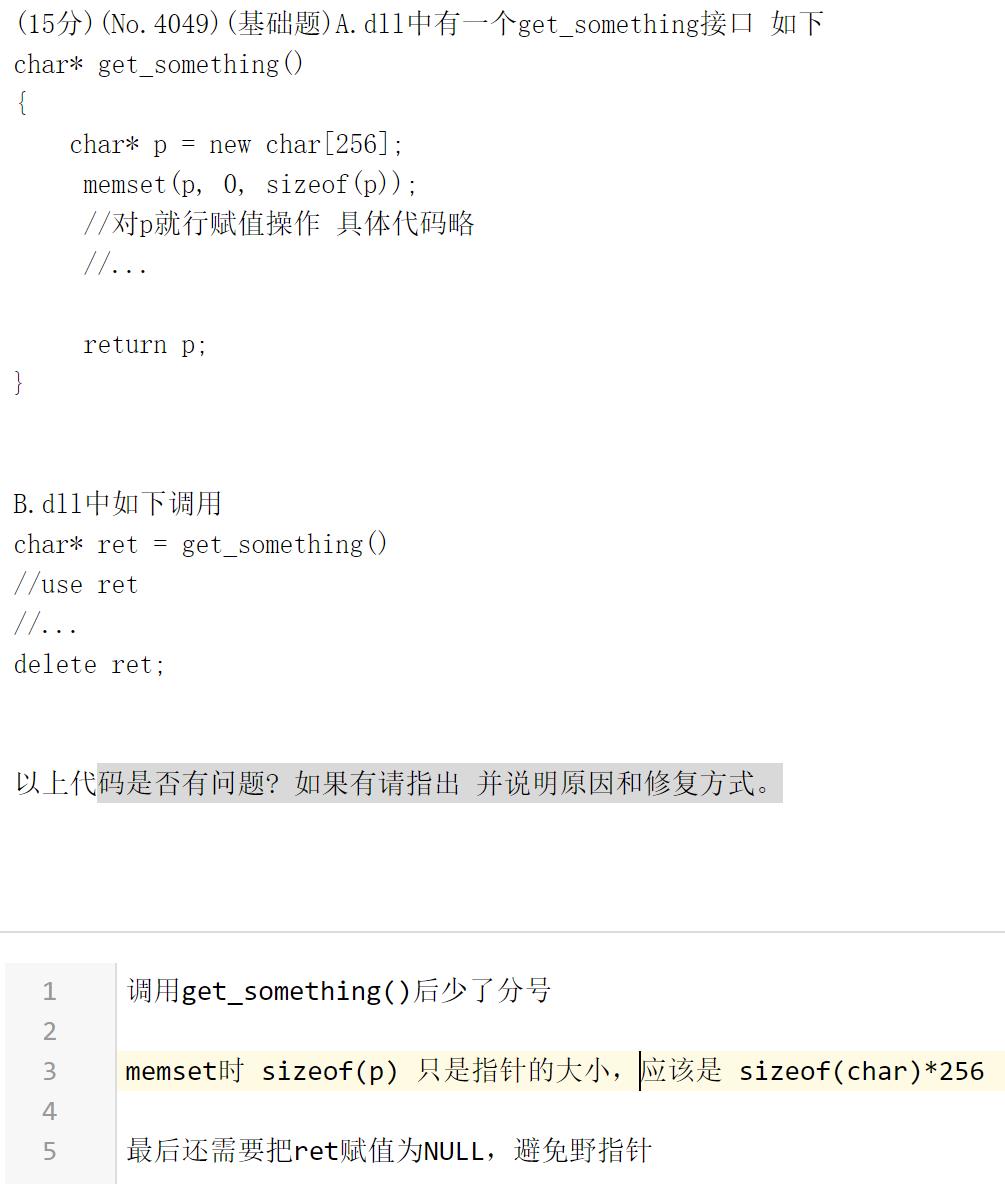 (15分)(No.4049)(基础题)A.dll中有一个get_something接口 如下
char* get_something()
{
    char* p = new char[256];
     memset(p, 0, sizeof(p));
     //对p就行赋值操作 具体代码略
     //...
     return p;
}
B.dll中如下调用
char* ret = get_something()
//use ret
//...
delete ret;
以上代码是否有问题? 如果有请指出 并说明原因和修复方式。
1 调用get_something()后少了分号
2
3 memset时 sizeof(p) 只是指针的大小，应该是 sizeof(char)*256
4
5 最后还需要把ret赋值为NULL，避免野指针